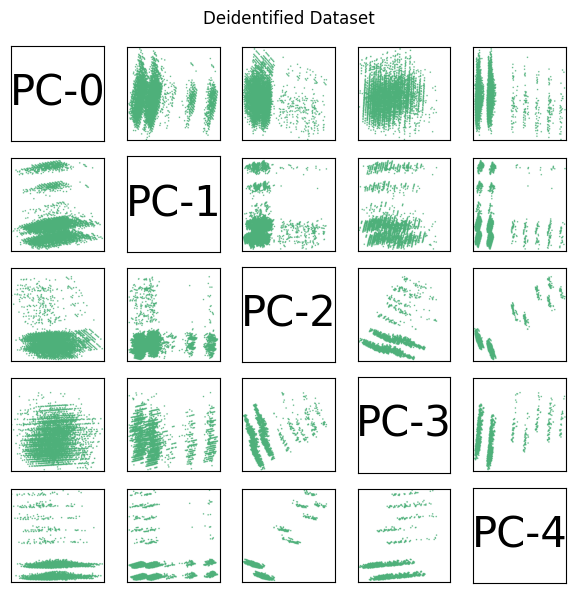 Deidentified Dataset
PC-0
PC-1
PC-2
PC-3
PC-4